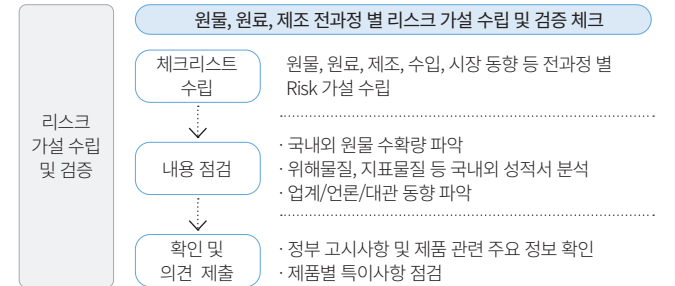 원물, 원료, 제조 전과정 별 리스크 가설 수립 및 검증 체크
리스크
가설 수립
및 검증
체크리스트
수립
원물, 원료, 제조, 수입, 시장 동향 등 전과정 별
Risk 가설 수립
내용 점검
· 국내외 원물 수확량 파악
· 위해물질, 지표물질 등 국내외 성적서 분석
· 업계/언론/대관 동향 파악
확인 및
의견 제출
· 정부 고시사항 및 제품 관련 주요 정보 확인
· 제품별 특이사항 점검